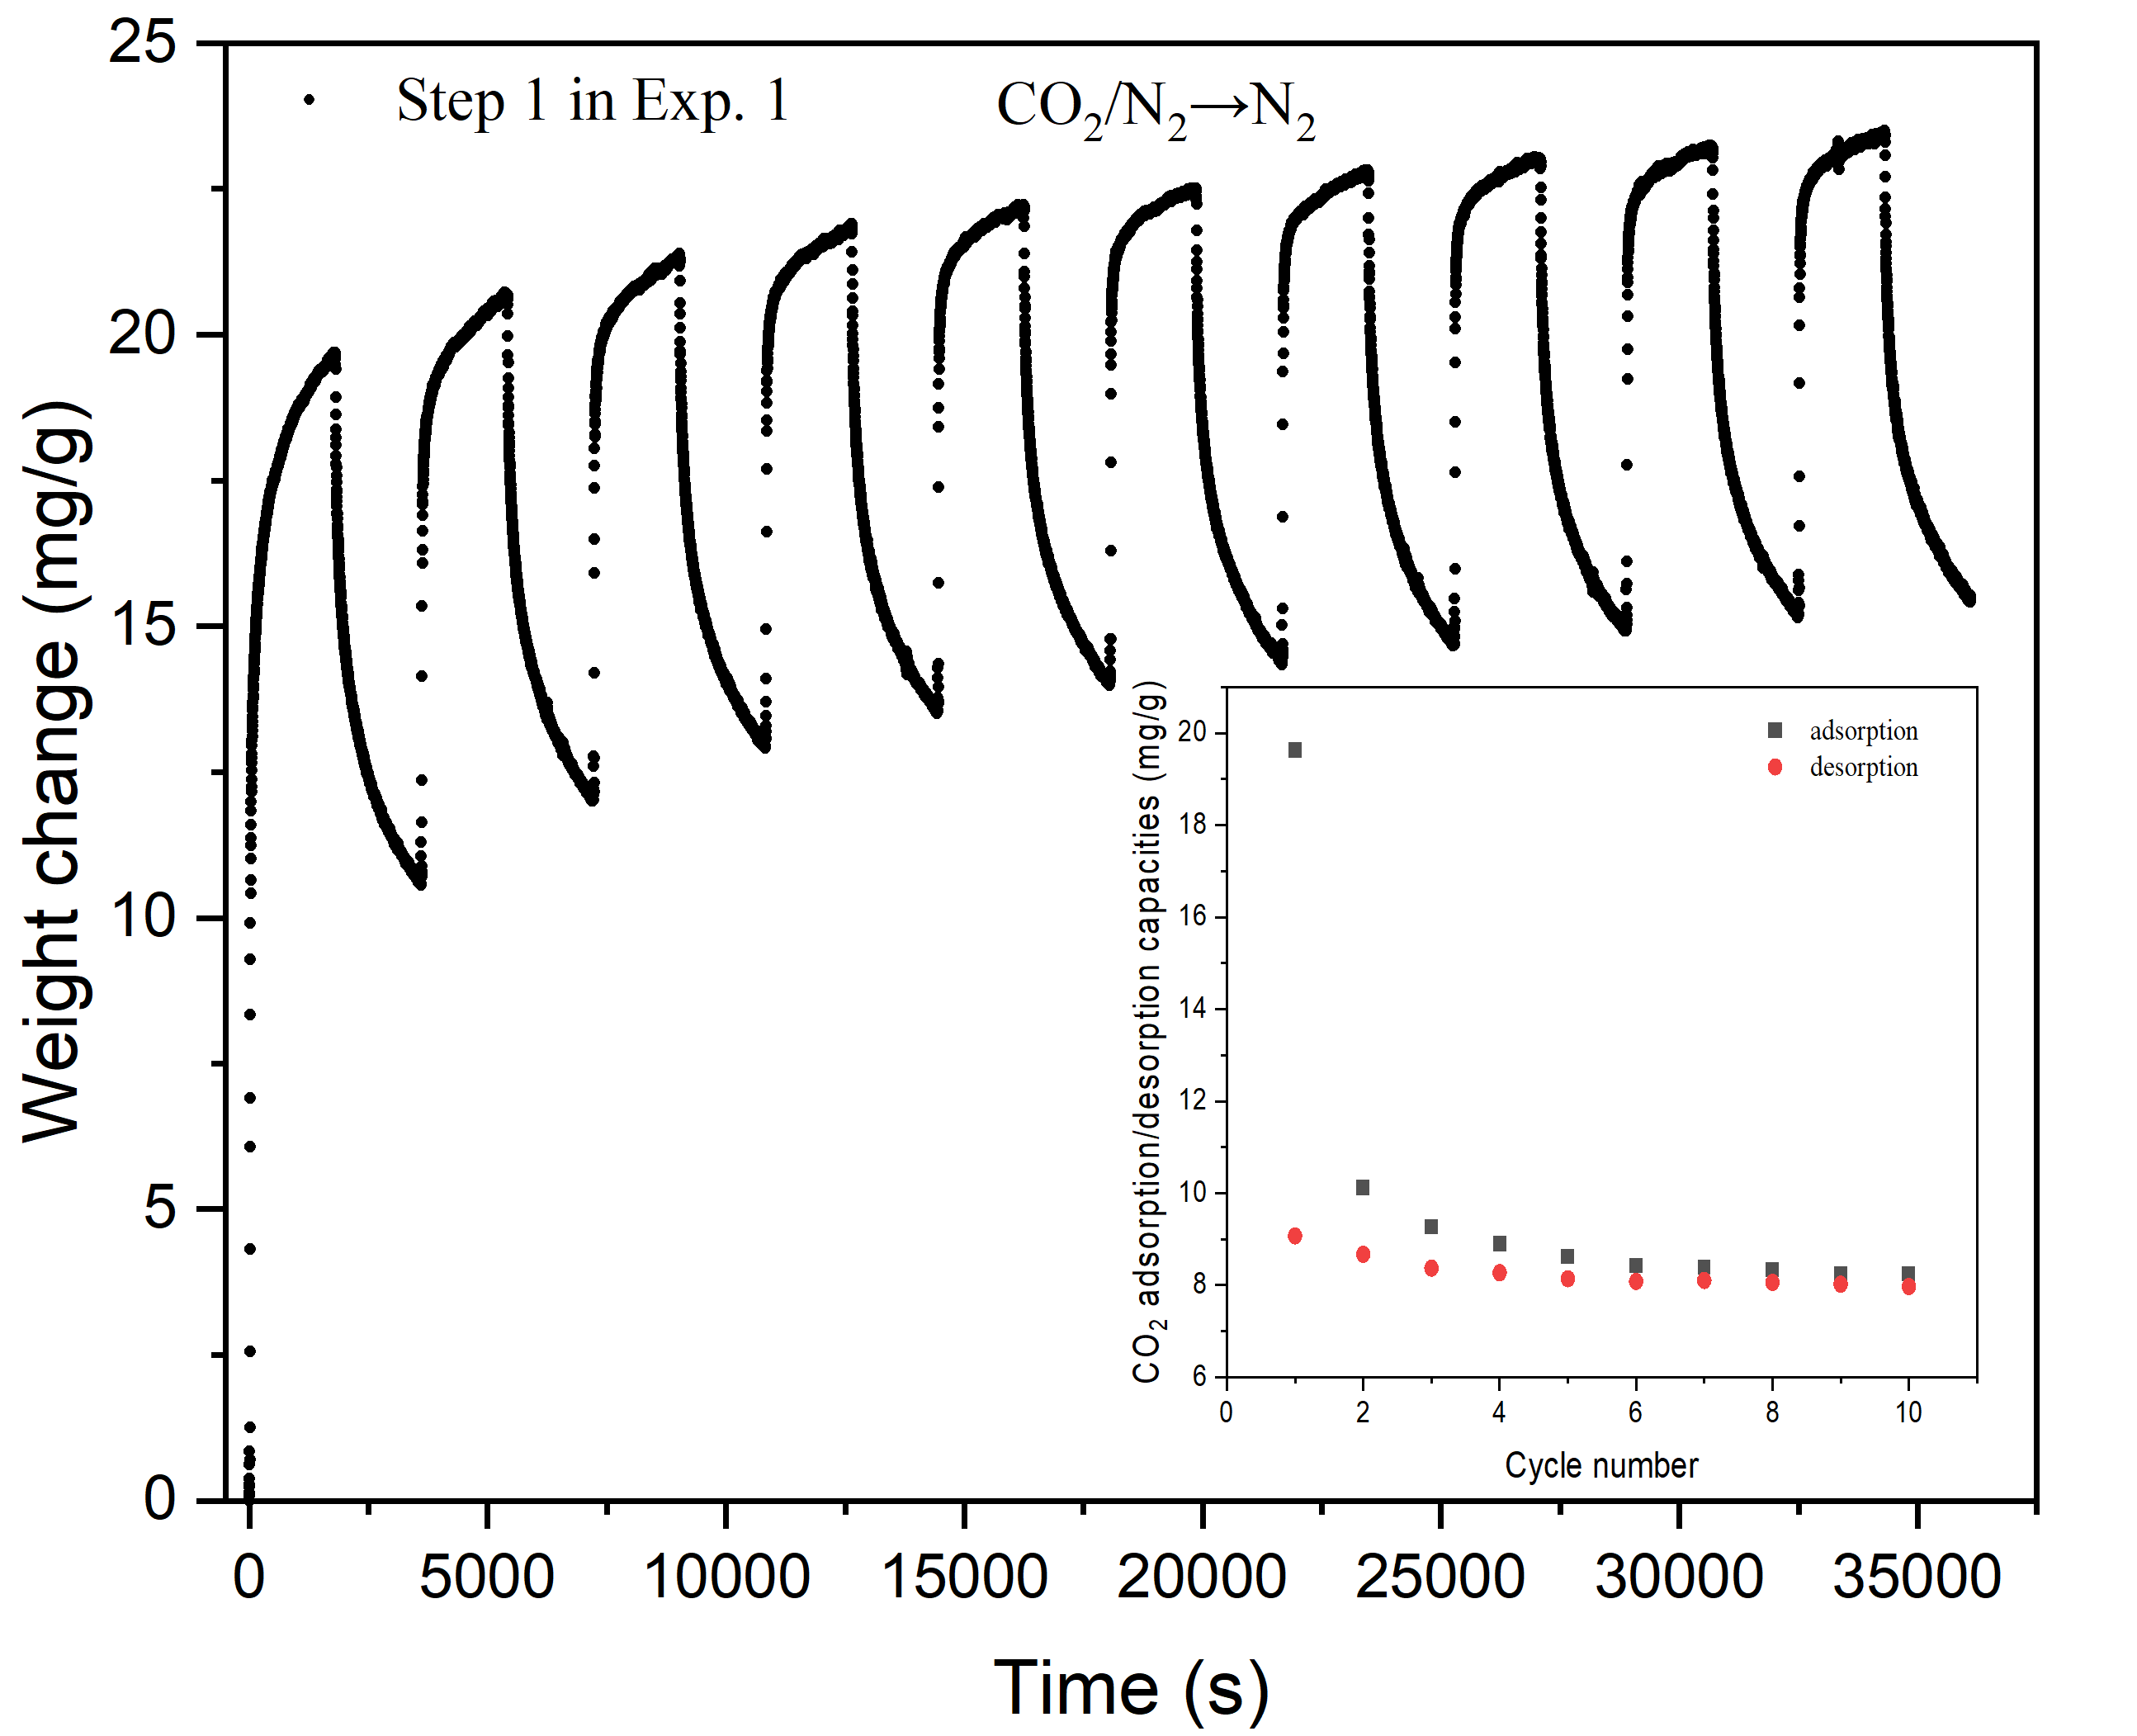 25
Step 1 in Exp. 1
CO₂/N₂→N₂
20
15
10
5
0
Weight change (mg/g)
0 5000 10000 15000 20000 25000 30000 35000
Time (s)
adsorption
desorption
20
18
16
14
12
10
8
6
CO₂ adsorption/desorption capacities (mg/g)
0 2 4 6 8 10
Cycle number